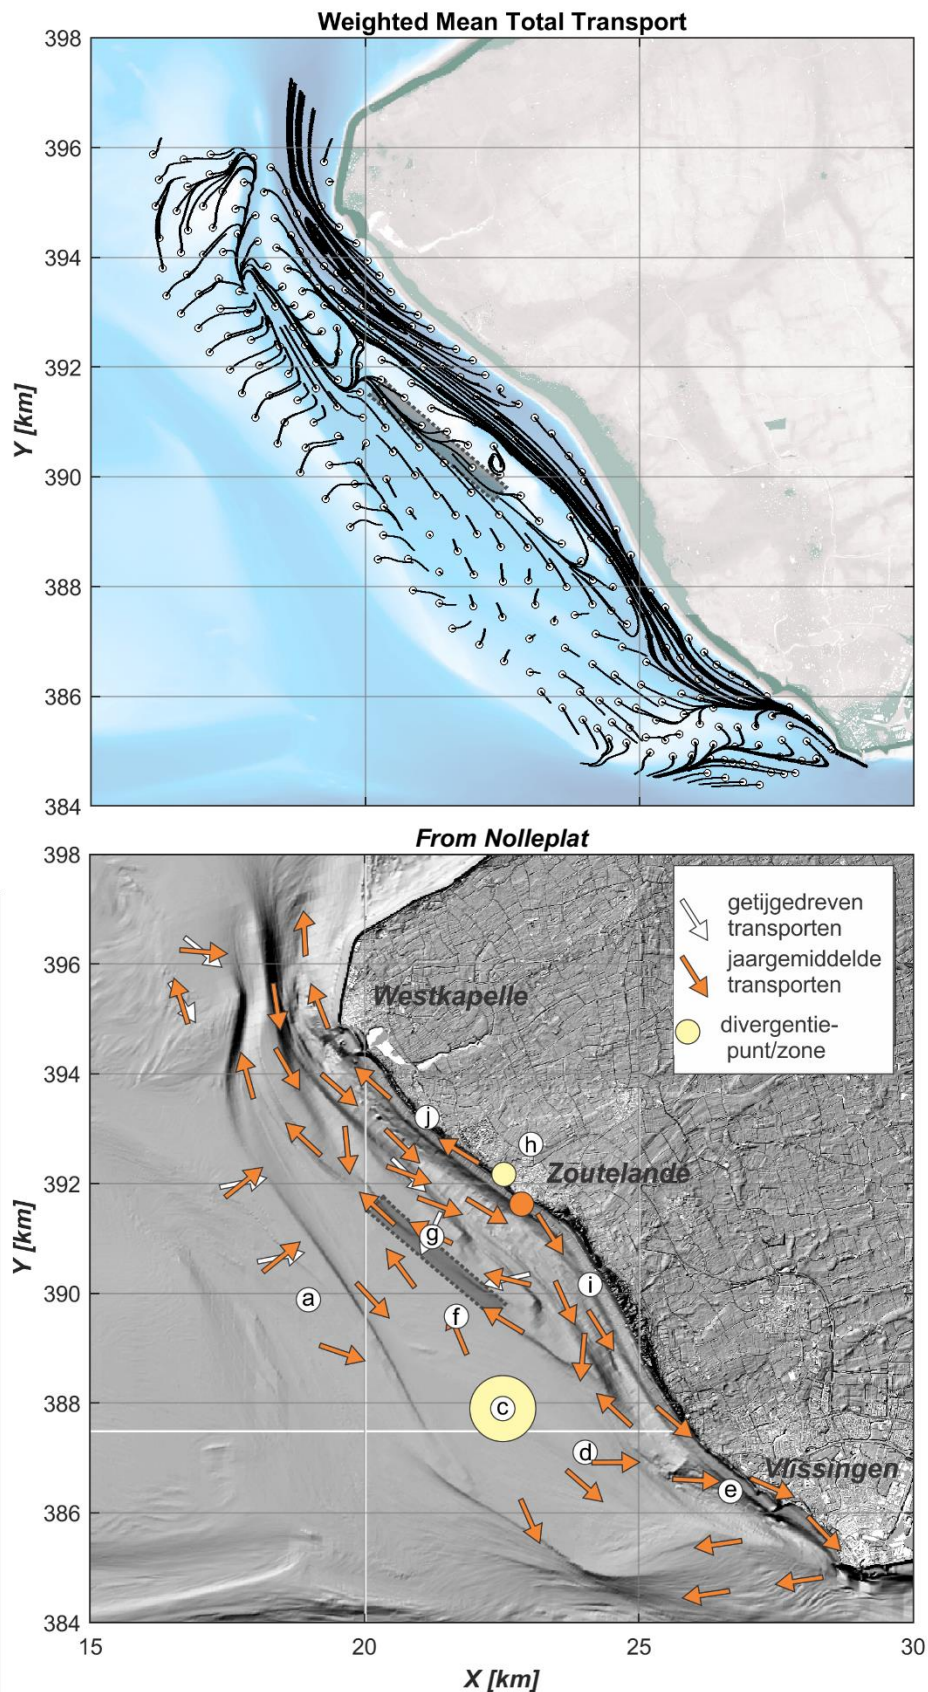 Weighted Mean Total Transport
398
396
394
392
390
388
386
384
Y [km]
From Nolleplat
398
396
394
392
390
388
386
384
Y [km]
getijgedreven
transporten
jaargemiddelde
transporten
divergentie-
punt/zone
Westkapelle
j
h
Zoutelande
g
i
a
f
c
d
Vlissingen
e
15
20
25
30
X [km]